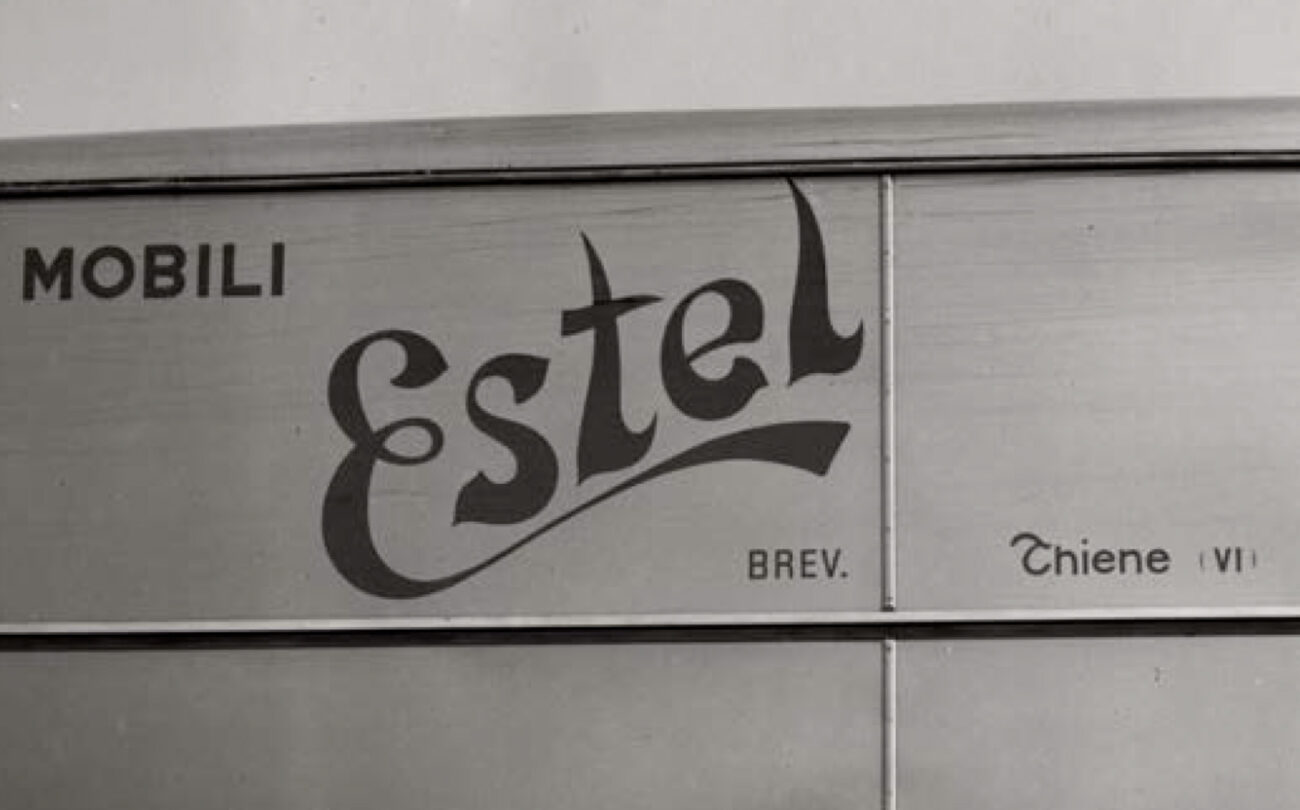 MOBILI
Estel
BREV.
Thiene (VI)